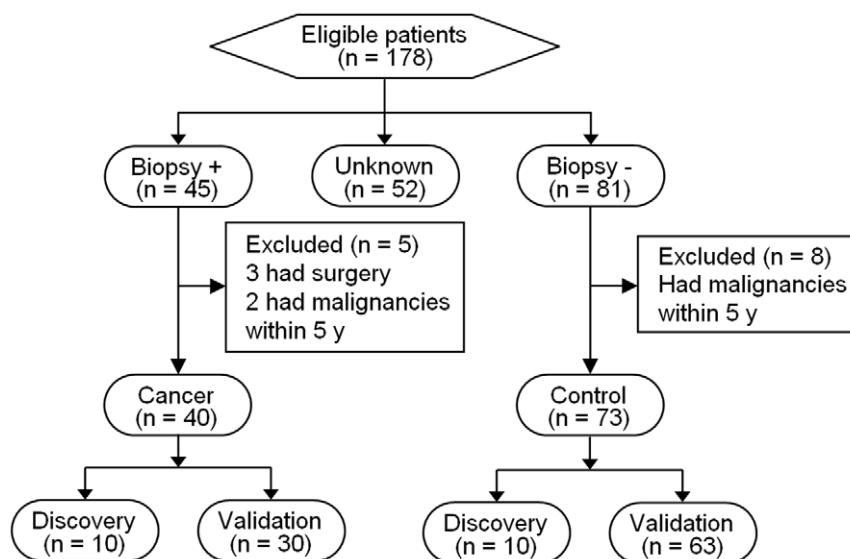 Eligible patients
(n = 178)
Biopsy +
(n = 45)
Unknown
(n = 52)
Biopsy -
(n = 81)
Excluded (n = 5)
3 had surgery
2 had malignancies
within 5 y
Excluded (n = 8)
Had malignancies
within 5 y
Cancer
(n = 40)
Control
(n = 73)
Discovery
(n = 10)
Validation
(n = 30)
Discovery
(n = 10)
Validation
(n = 63)